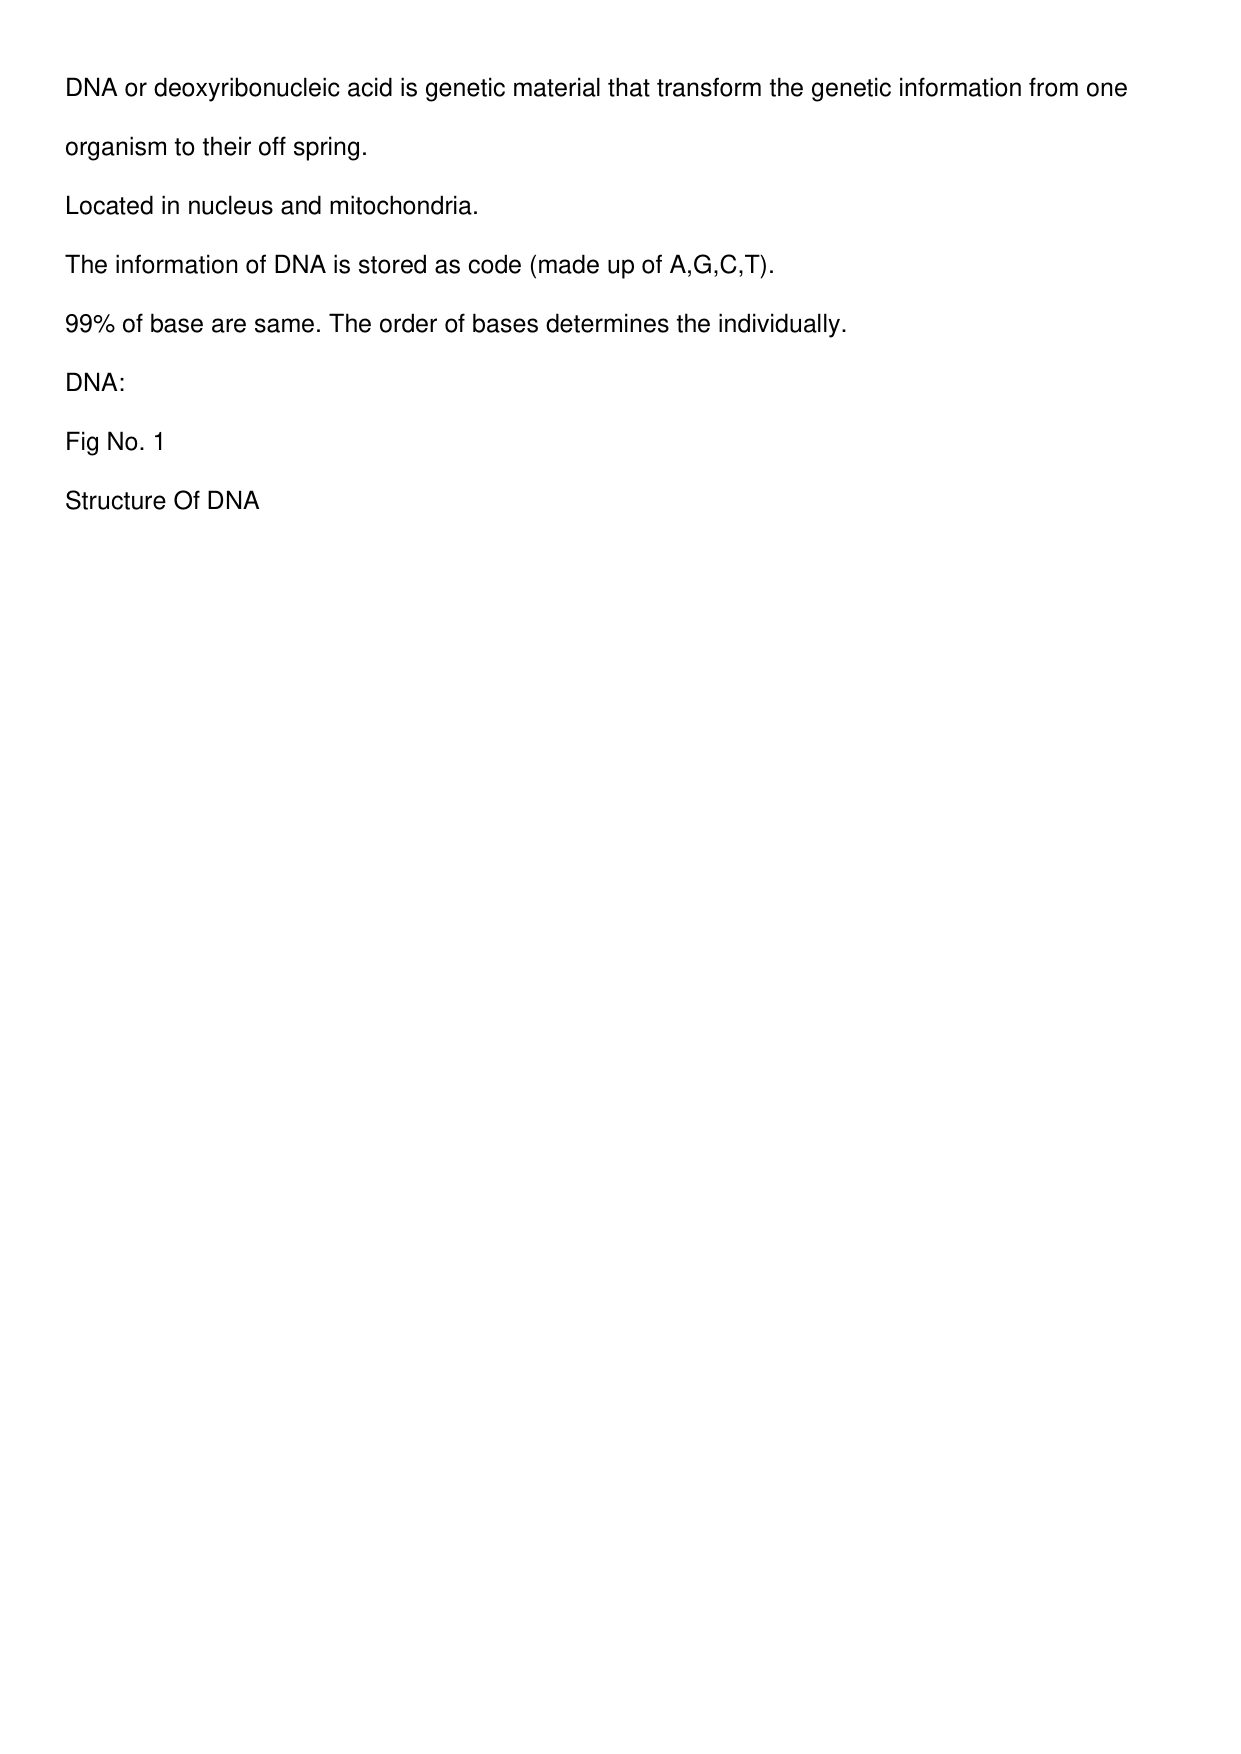 DNA or deoxyribonucleic acid is genetic material that transform the genetic information from one
organism to their off spring.
Located in nucleus and mitochondria.
The information of DNA is stored as code (made up of A,G,C,T).
99% of base are same. The order of bases determines the individually.
DNA:
Fig No. 1
Structure Of DNA